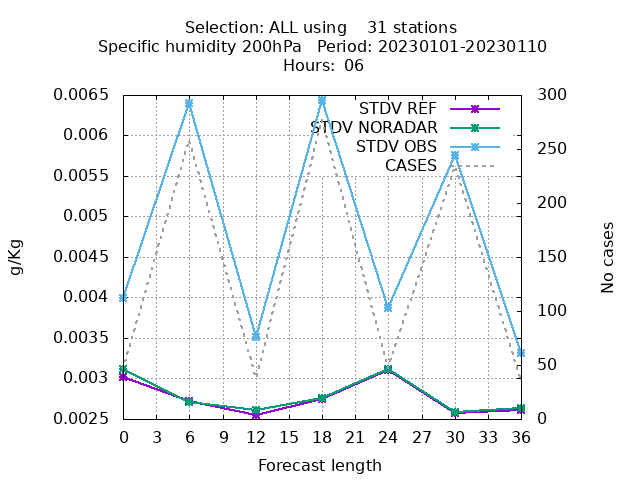 Selection: ALL using    31 stations
Specific humidity 200hPa   Period: 20230101-20230110
Hours:  06
STDV REF
STDV NORADAR
STDV OBS
CASES
0.0065
0.006
0.0055
0.005
0.0045
0.004
0.0035
0.003
0.0025
300
250
200
150
100
50
0
g/Kg
No cases
0 3 6 9 12 15 18 21 24 27 30 33 36
Forecast length